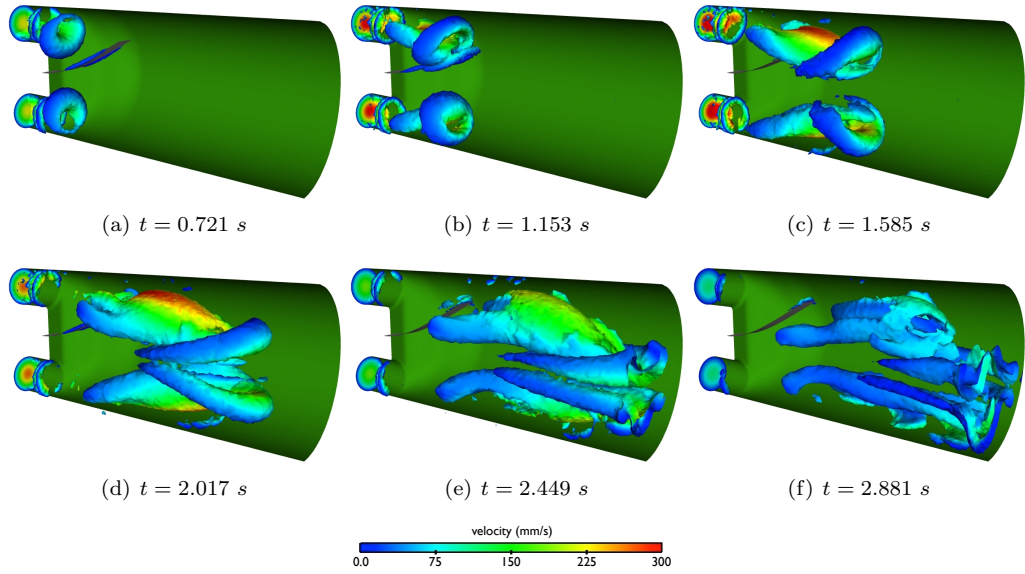 (a) t = 0.721 s
(b) t = 1.153 s
(c) t = 1.585 s
(d) t = 2.017 s
(e) t = 2.449 s
(f) t = 2.881 s
velocity (mm/s)
0.0 75 150 225 300